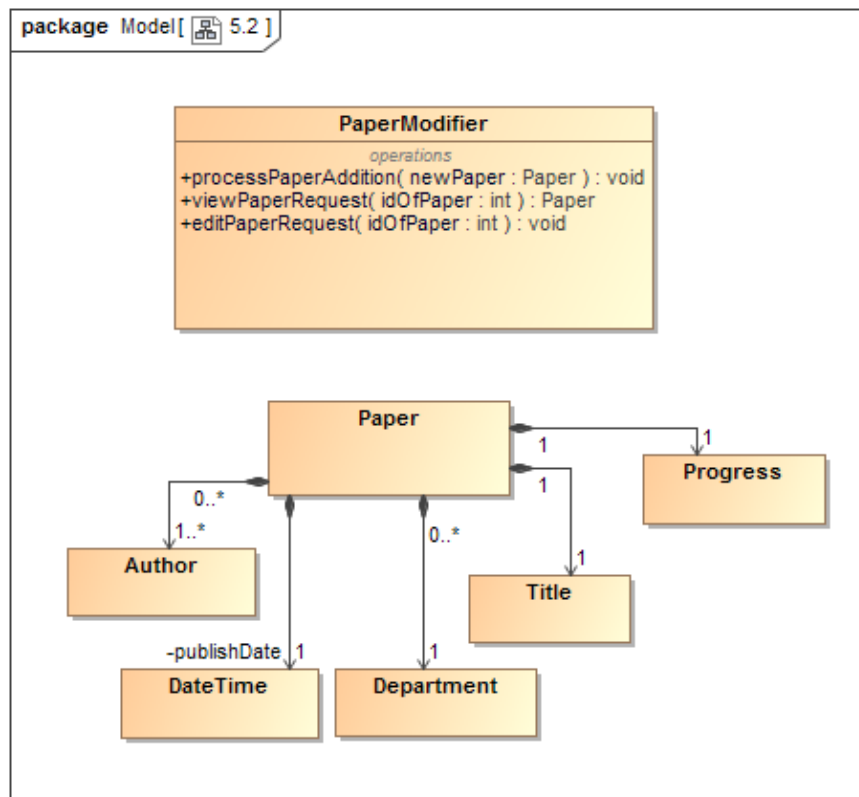 package Model[ 5.2 ]
PaperModifier
operations
+processPaperAddition( newPaper : Paper ) : void
+viewPaperRequest( idOfPaper : int ) : Paper
+editPaperRequest( idOfPaper : int ) : void
Paper
1
1
Progress
1
0..*
0..*
1..*
Author
1
Title
-publishDate
1
1
DateTime
Department